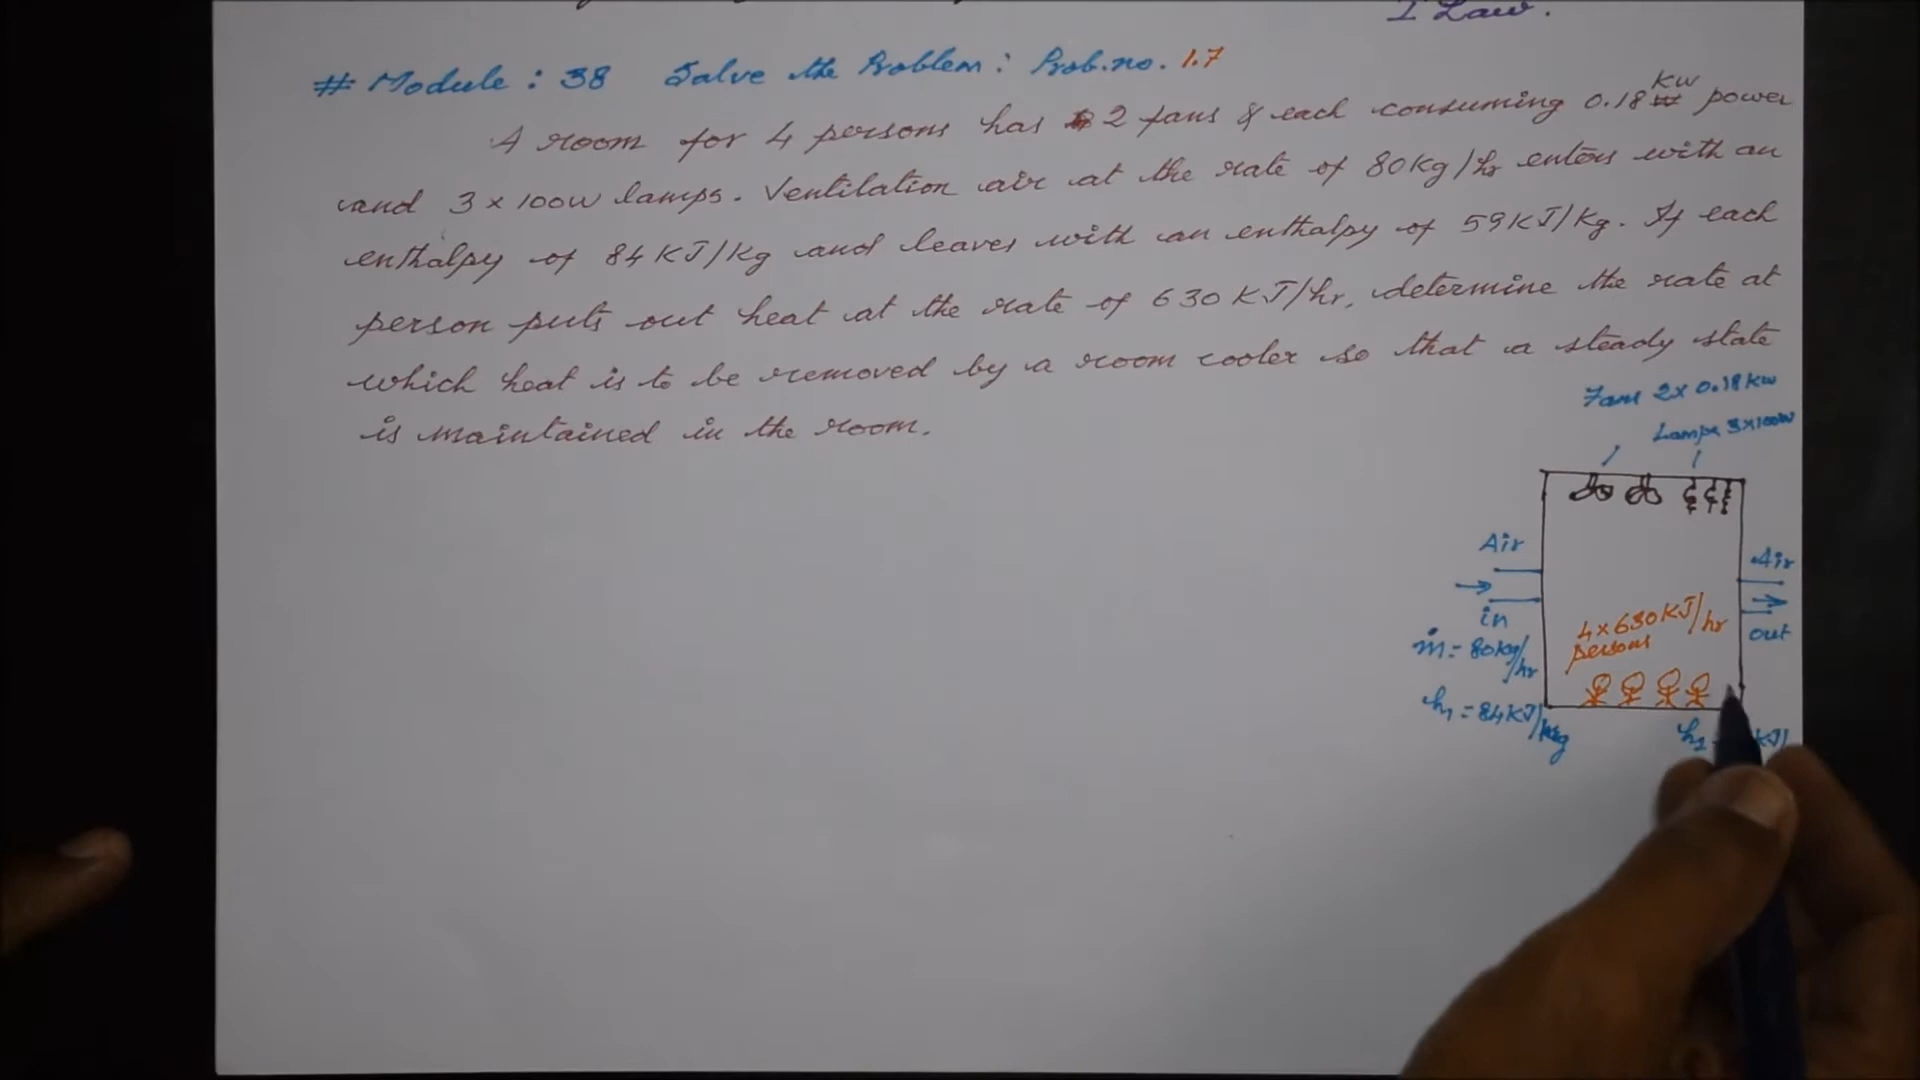 I Law.
# Module: 38 Solve the Problem: Prob.no. 1.7
A room for 4 persons has 2 fans & each consuming 0.18 KW power
and 3 x 100W lamps. Ventilation air at the rate of 80Kg/hr enters with an
enthalpy of 84 KJ/Kg and leaves with an enthalpy of 59KJ/Kg. If each
person puts out heat at the rate of 630 KJ/hr, determine the rate at
which heat is to be removed by a room cooler so that a steady state
is maintained in the room.
Fans 2 x 0.18 KW
Lamps 3x100W
Air
in
ṁ = 80Kg/hr
h₁ = 84KJ/Kg
4 x 630KJ/hr
persons
Air
out
h₂ KJ/